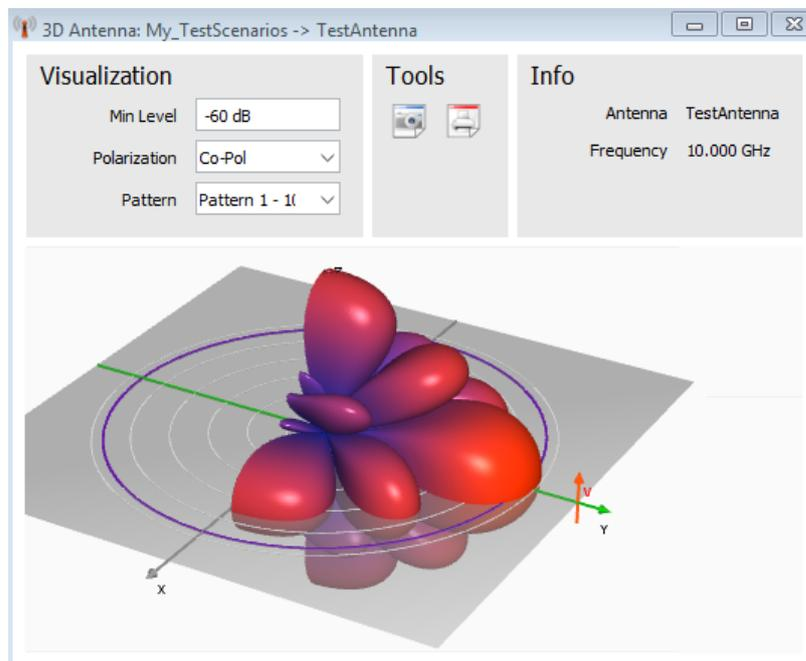 3D Antenna: My_TestScenarios -> TestAntenna
Visualization
Min Level -60 dB
Polarization Co-Pol
Pattern Pattern 1 - 1(
Tools
Info
Antenna TestAntenna
Frequency 10.000 GHz
V
Y
X